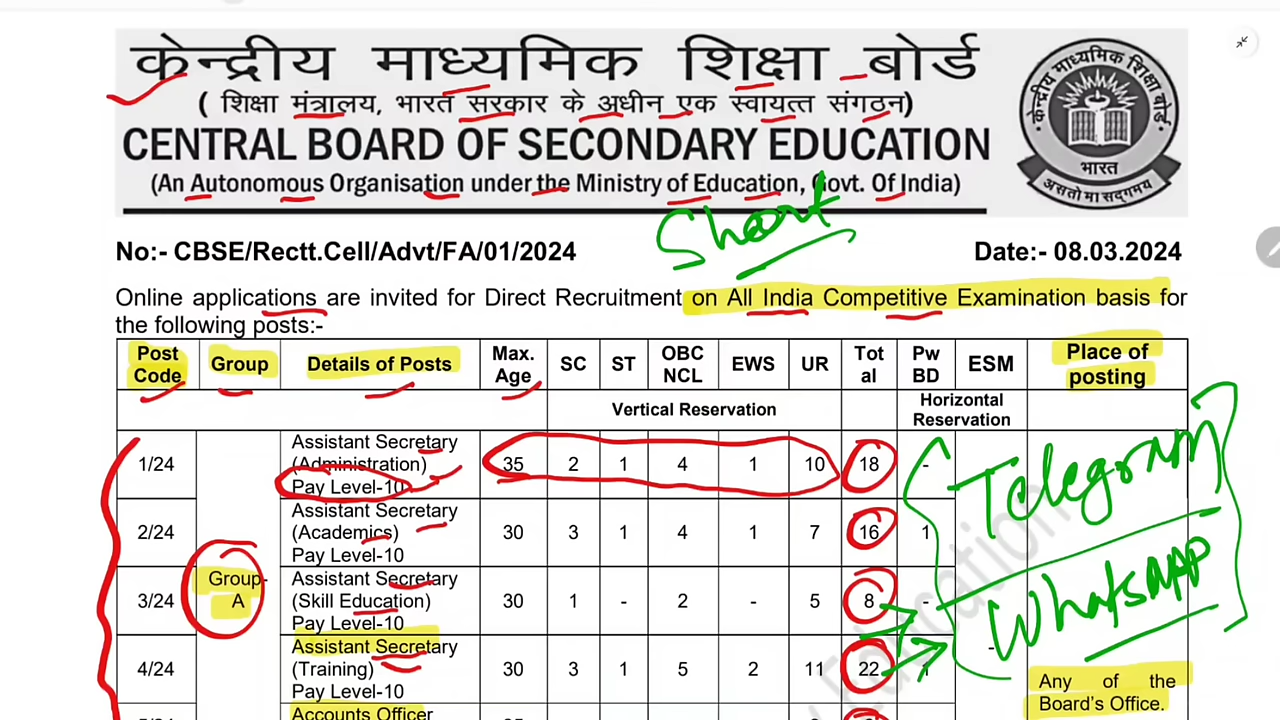 केन्द्रीय माध्यमिक शिक्षा बोर्ड
( शिक्षा मंत्रालय, भारत सरकार के अधीन एक स्वायत्त संगठन)
CENTRAL BOARD OF SECONDARY EDUCATION
(An Autonomous Organisation under the Ministry of Education, Govt. Of India)
केन्द्रीय माध्यमिक शिक्षा बोर्ड
भारत
असतो मा सद्गमय
Short
No:- CBSE/Rectt.Cell/Advt/FA/01/2024 Date:- 08.03.2024
Online applications are invited for Direct Recruitment on All India Competitive Examination basis for
the following posts:-
Post Code Group Details of Posts Max. Age SC ST OBC NCL EWS UR Tot al Pw BD ESM Place of posting
Vertical Reservation Horizontal Reservation
1/24 Assistant Secretary (Administration) Pay Level-10 35 2 1 4 1 10 18 -
2/24 Assistant Secretary (Academics) Pay Level-10 30 3 1 4 1 7 16 1
Group-A
3/24 Assistant Secretary (Skill Education) Pay Level-10 30 1 - 2 - 5 8 -
4/24 Assistant Secretary (Training) Pay Level-10 30 3 1 5 2 11 22 1 -
Any of the Board's Office.
Accounts Officer
Telegram
WhatsAPP
Education